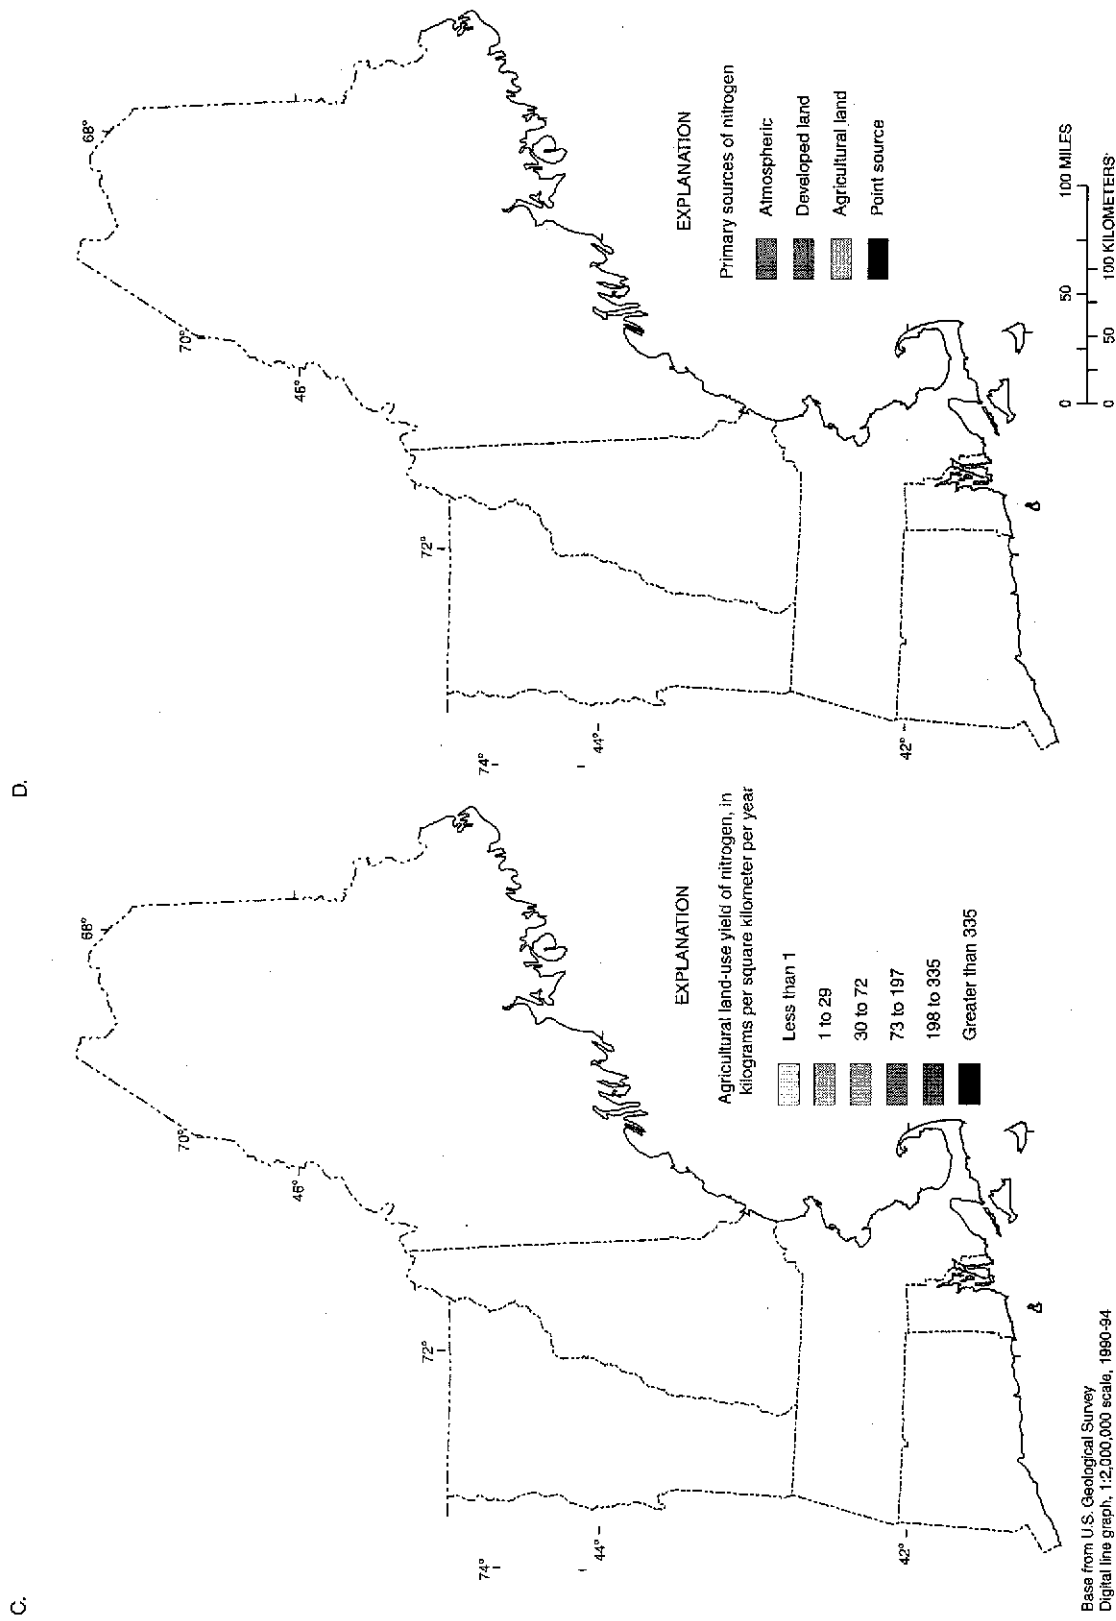 C.
68°
70°
46°
72°
74°
44°
42°
EXPLANATION
Agricultural land-use yield of nitrogen, in
kilograms per square kilometer per year
Less than 1
1 to 29
30 to 72
73 to 197
198 to 335
Greater than 335
Base from U.S. Geological Survey
Digital line graph, 1:2,000,000 scale, 1990-94
D.
68°
70°
46°
72°
74°
44°
42°
EXPLANATION
Primary sources of nitrogen
Atmospheric
Developed land
Agricultural land
Point source
0 50 100 MILES
0 50 100 KILOMETERS